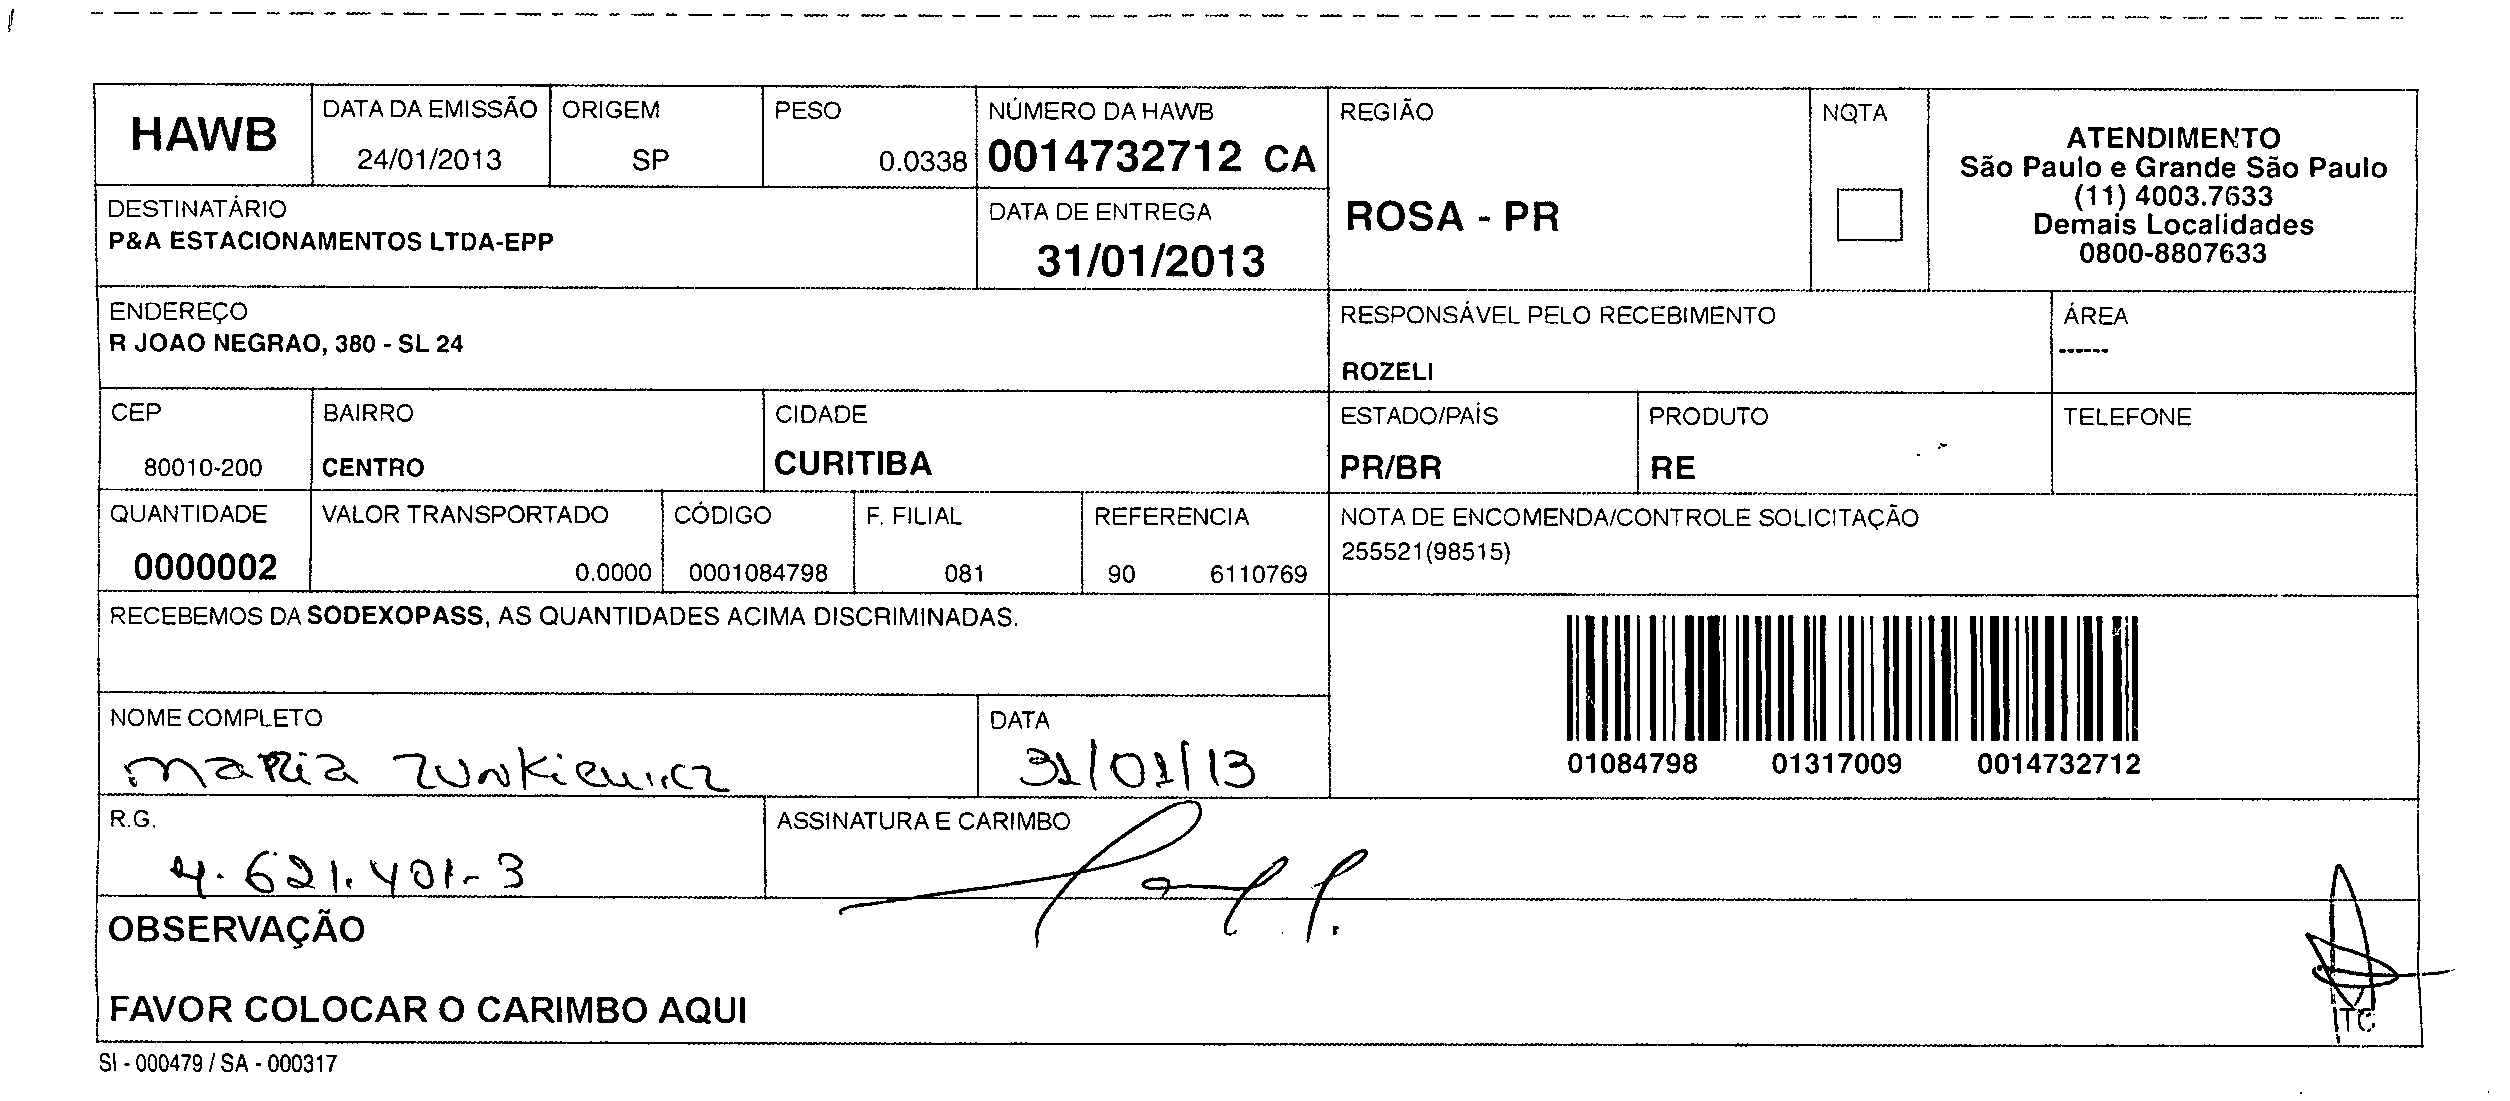 HAWB
DATA DA EMISSÃO
24/01/2013
ORIGEM
SP
PESO
0.0338
NÚMERO DA HAWB
0014732712 CA
REGIÃO
ROSA - PR
NQTA
ATENDIMENTO
São Paulo e Grande São Paulo
(11) 4003.7633
Demais Localidades
0800-8807633
DESTINATÁRIO
P&A ESTACIONAMENTOS LTDA-EPP
DATA DE ENTREGA
31/01/2013
ENDEREÇO
R JOAO NEGRAO, 380 - SL 24
RESPONSÁVEL PELO RECEBIMENTO
ROZELI
ÁREA
------
CEP
80010-200
BAIRRO
CENTRO
CIDADE
CURITIBA
ESTADO/PAÍS
PR/BR
PRODUTO
RE
TELEFONE
QUANTIDADE
0000002
VALOR TRANSPORTADO
0.0000
CÓDIGO
0001084798
F. FILIAL
081
REFERENCIA
90 6110769
NOTA DE ENCOMENDA/CONTROLE SOLICITAÇÃO
255521(98515)
RECEBEMOS DA SODEXOPASS, AS QUANTIDADES ACIMA DISCRIMINADAS.
01084798 01317009 0014732712
NOME COMPLETO
Maria
DATA
31/01/13
R.G.
4.621.401-3
ASSINATURA E CARIMBO
OBSERVAÇÃO
FAVOR COLOCAR O CARIMBO AQUI
ITC
SI - 000479 / SA - 000317